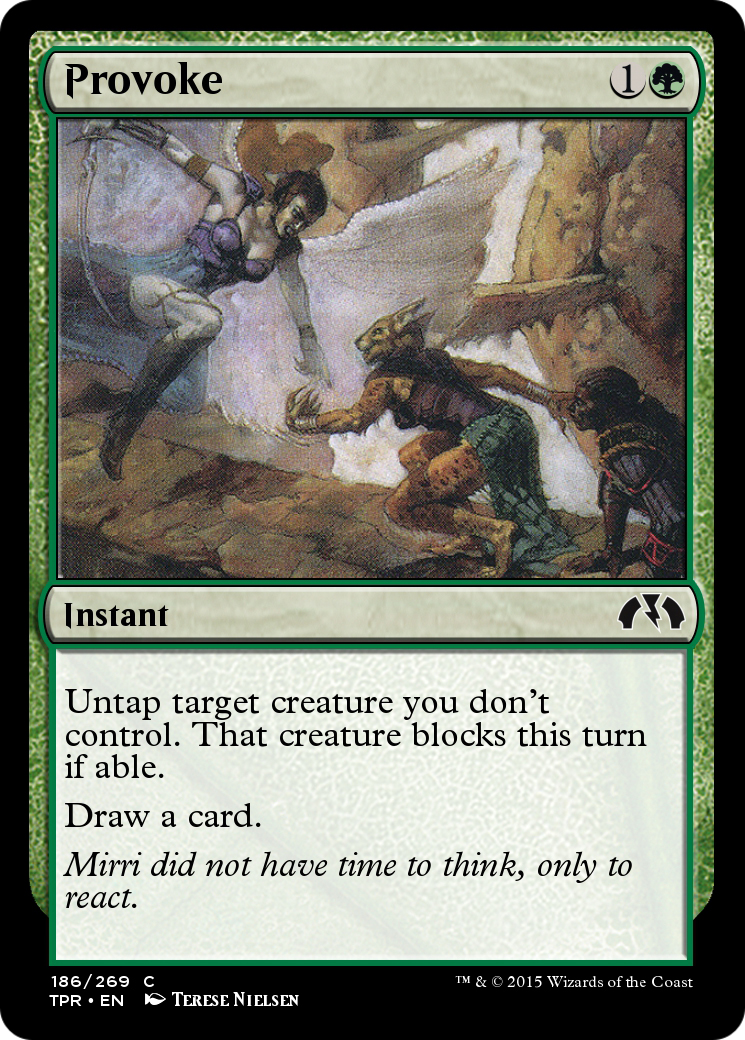 Provoke
1
Instant
Untap target creature you don't
control. That creature blocks this turn
if able.
Draw a card.
Mirri did not have time to think, only to
react.
186/269 C
™ & © 2015 Wizards of the Coast
TPR • EN TERESE NIELSEN